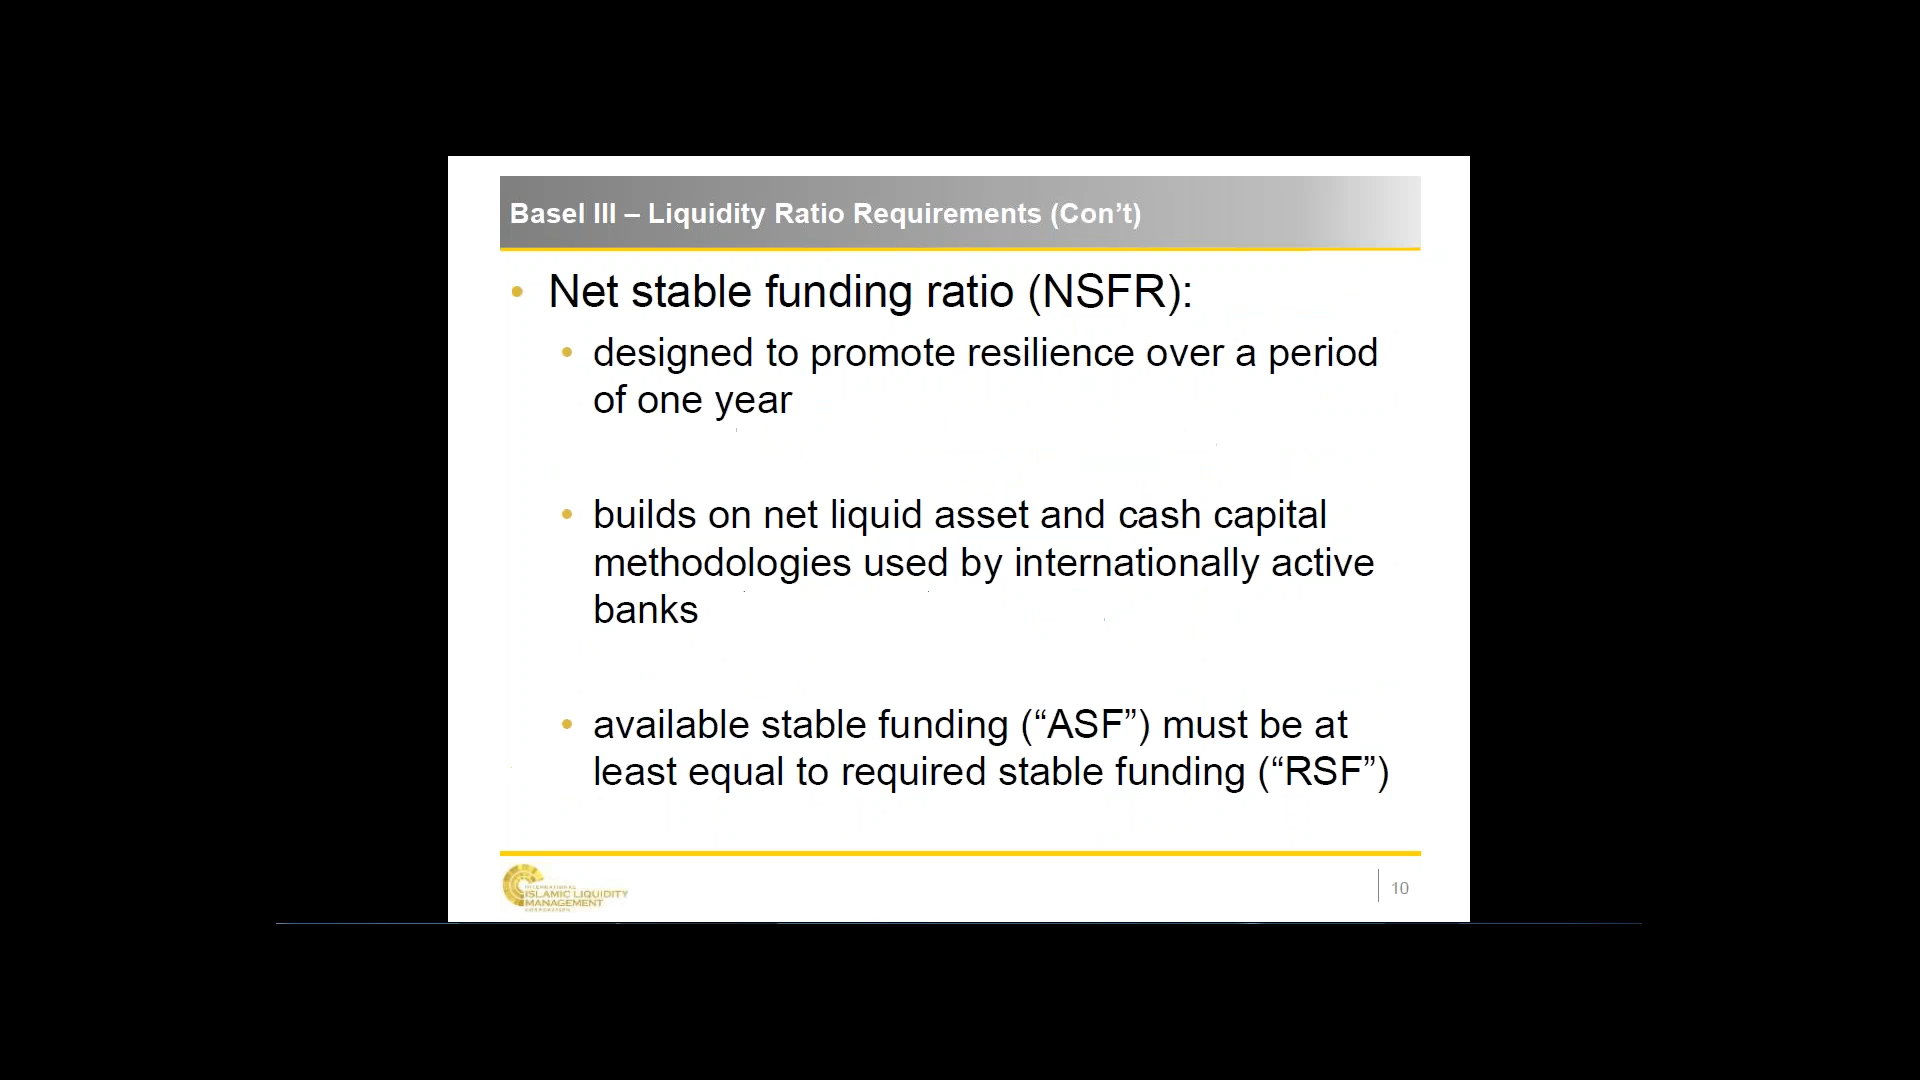 Basel III – Liquidity Ratio Requirements (Con’t)
• Net stable funding ratio (NSFR):
• designed to promote resilience over a period
of one year
• builds on net liquid asset and cash capital
methodologies used by internationally active
banks
• available stable funding (“ASF”) must be at
least equal to required stable funding (“RSF”)
INTERNATIONAL
ISLAMIC LIQUIDITY
MANAGEMENT
CORPORATION
10